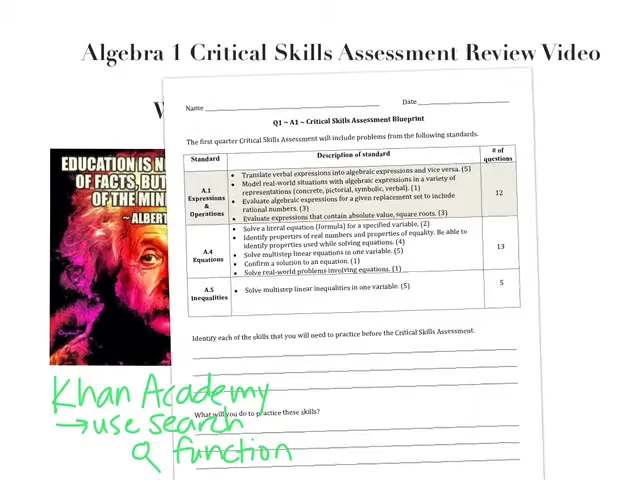 Algebra 1 Critical Skills Assessment Review Video
W
Name Date
Q1 ~ A1 ~ Critical Skills Assessment Blueprint
The first quarter Critical Skills Assessment will include problems from the following standards.
Standard Description of standard # of questions
A.1 Expressions & Operations
• Translate verbal expressions into algebraic expressions and vice versa. (5)
• Model real-world situations with algebraic expressions in a variety of
representations (concrete, pictorial, symbolic, verbal). (1)
• Evaluate algebraic expressions for a given replacement set to include
rational numbers. (3)
• Evaluate expressions that contain absolute value, square roots. (3)
12
A.4 Equations
• Solve a literal equation (formula) for a specified variable. (2)
• Identify properties of real numbers and properties of equality. Be able to
identify properties used while solving equations. (4)
• Solve multistep linear equations in one variable. (5)
• Confirm a solution to an equation. (1)
• Solve real-world problems involving equations. (1)
13
A.5 Inequalities
• Solve multistep linear inequalities in one variable. (5)
5
Identify each of the skills that you will need to practice before the Critical Skills Assessment.
What will you do to practice these skills?
EDUCATION IS N
OF FACTS, BUT
OF THE MIN
~ ALBERT
Khan Academy
→ use search
function